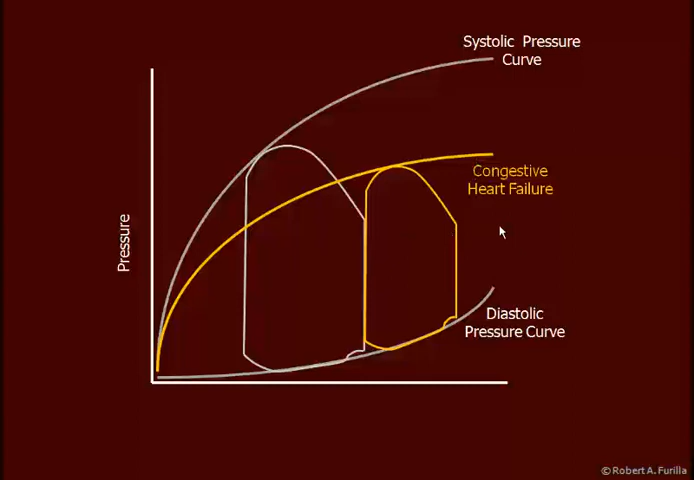 Systolic Pressure
Curve
Congestive
Heart Failure
Pressure
Diastolic
Pressure Curve
© Robert A. Furilla